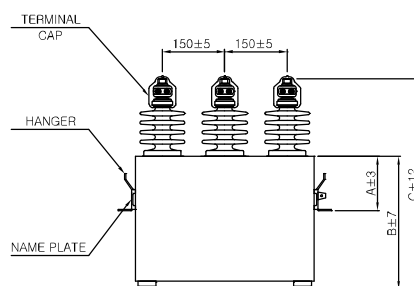 TERMINAL
CAP
150±5
150±5
HANGER
NAME PLATE
A±3
B±7
C±12